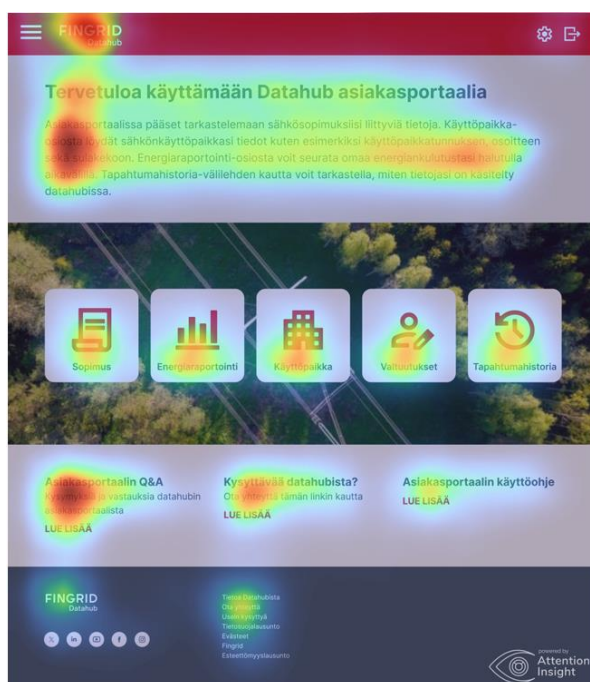 FINGRID
Datahub
Tervetuloa käyttämään Datahub asiakasportaalia
Asiakasportaalissa pääset tarkastelemaan sähkösopimuksiisi liittyviä tietoja. Käyttöpaikka-
osiosta löydät sähkönkäyttöpaikkasi tiedot kuten esimerkiksi käyttöpaikkatunnuksen, osoitteen
sekä sulakekoon. Energiaraportointi-osiosta voit seurata omaa energiankulutustasi halutulla
aikavälillä. Tapahtumahistoria-välilehden kautta voit tarkastella, miten tietojasi on käsitelty
datahubissa.
Sopimus
Energiaraportointi
Käyttöpaikka
Valtuutukset
Tapahtumahistoria
Asiakasportaalin Q&A
Kysymyksiä ja vastauksia datahubin
asiakasportaalista
LUE LISÄÄ
Kysyttävää datahubista?
Ota yhteyttä tämän linkin kautta
LUE LISÄÄ
Asiakasportaalin käyttöohje
LUE LISÄÄ
FINGRID
Datahub
Tietoa Datahubista
Ota yhteyttä
Usein kysyttyä
Tietosuojalausunto
Evästeet
Fingrid
Esteettömyyslausunto
powered by
Attention
Insight